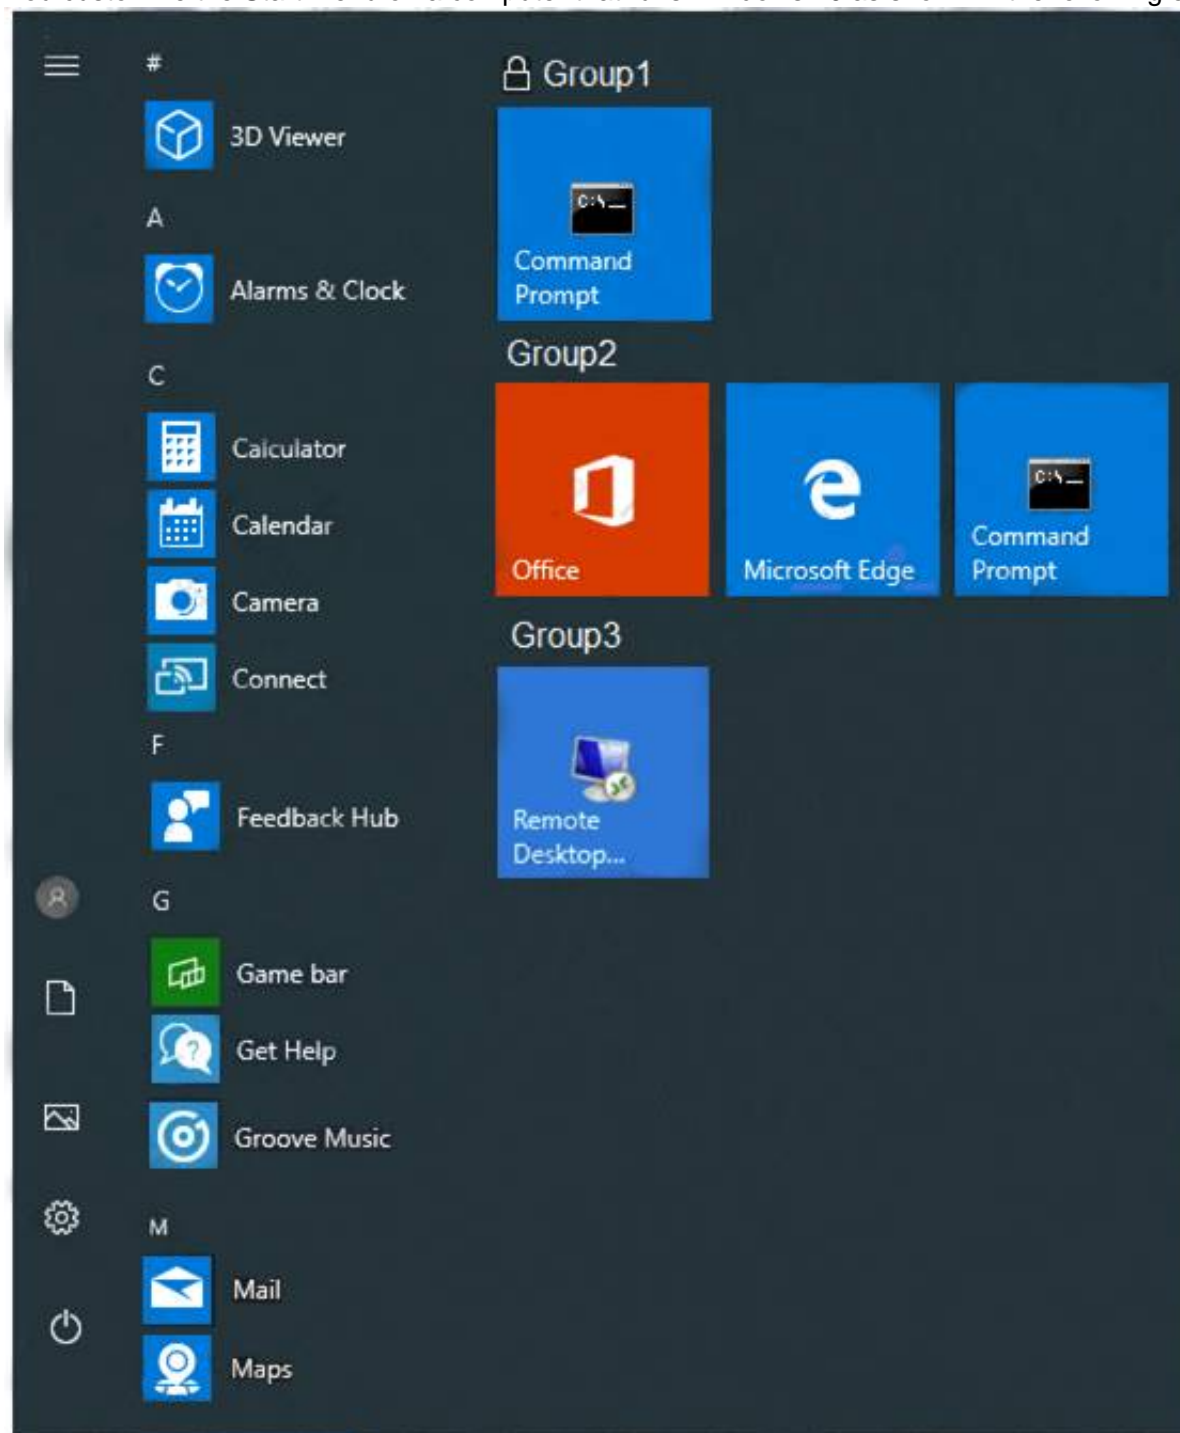 #
3D Viewer
A
Alarms & Clock
C
Calculator
Calendar
Camera
Connect
F
Feedback Hub
G
Game bar
Get Help
Groove Music
M
Mail
Maps
Group1
C:\
Command
Prompt
Group2
Office
Microsoft Edge
C:\
Command
Prompt
Group3
Remote
Desktop...